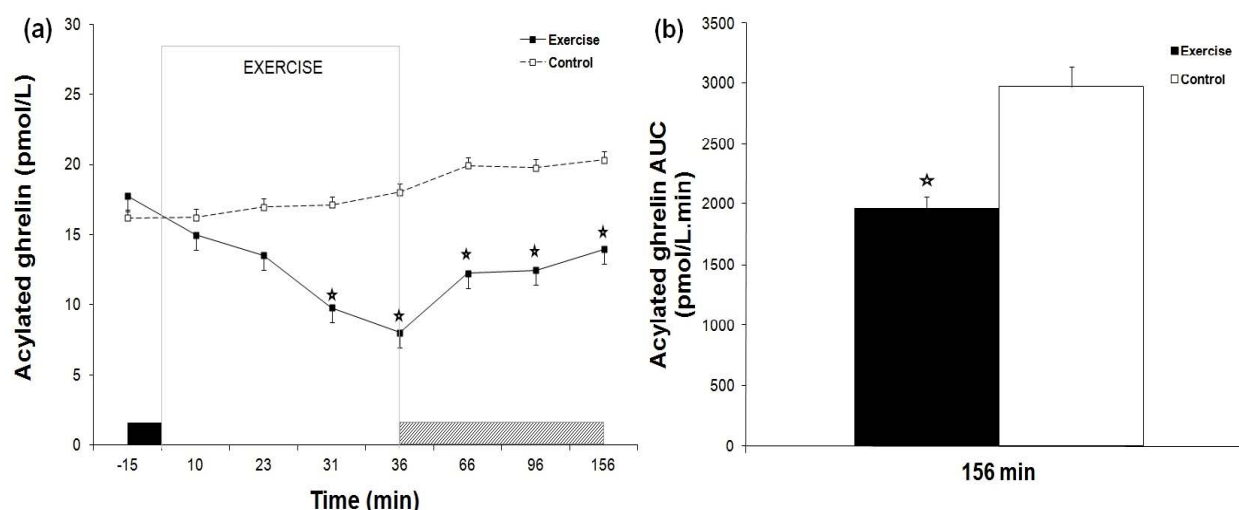 (a)
Acylated ghrelin (pmol/L)
30
25
20
15
10
5
0
EXERCISE
Exercise
Control
-15 10 23 31 36 66 96 156
Time (min)
(b)
Acylated ghrelin AUC
(pmol/L.min)
3500
3000
2500
2000
1500
1000
500
0
Exercise
Control
156 min